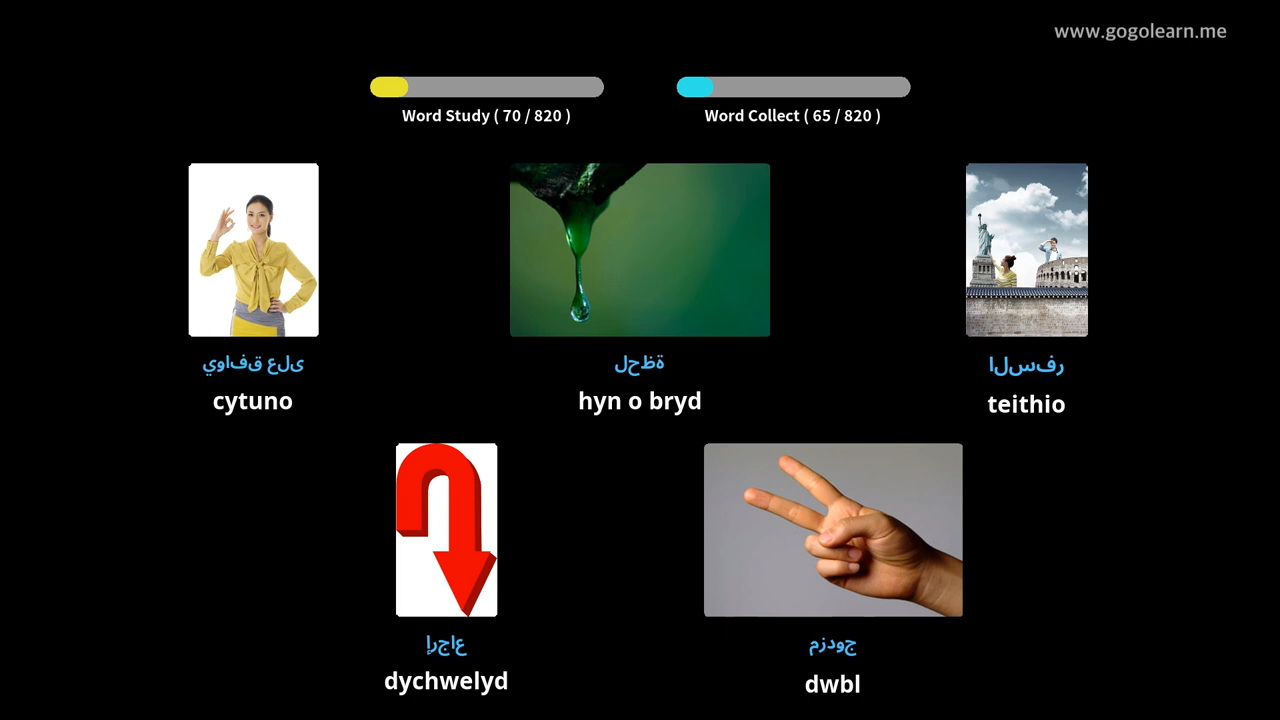 www.gogolearn.me
Word Study ( 70 / 820 )
Word Collect ( 65 / 820 )
يوافق على
cytuno
لحظة
hyn o bryd
السفر
teithio
إرجاع
dychwelyd
مزدوج
dwbl